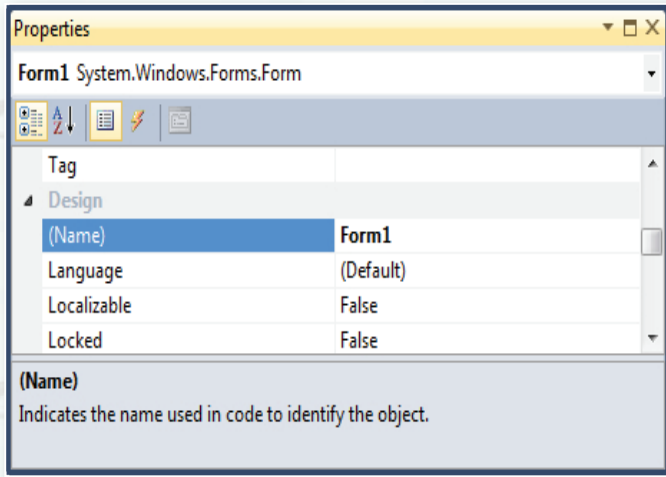 Properties
Form1 System.Windows.Forms.Form
Tag
Design
(Name) Form1
Language (Default)
Localizable False
Locked False
(Name)
Indicates the name used in code to identify the object.